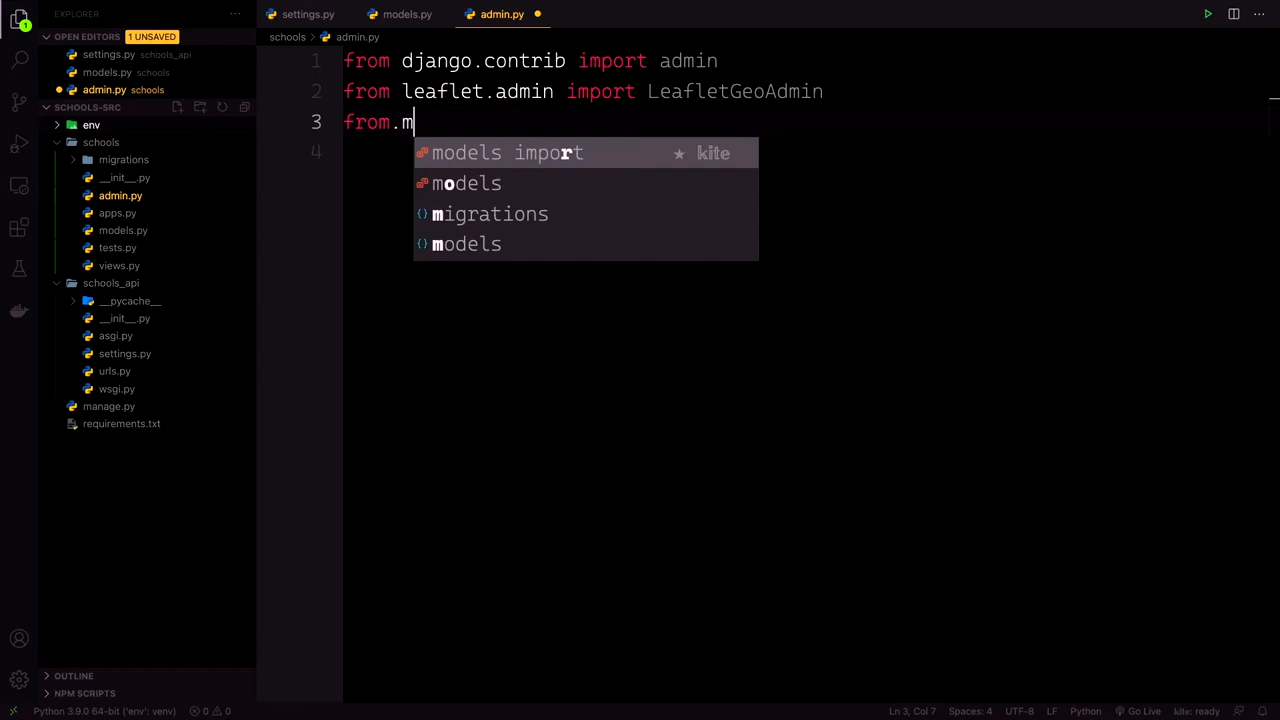 EXPLORER
settings.py
models.py
admin.py
OPEN EDITORS 1 UNSAVED
settings.py schools_api
models.py schools
admin.py schools
SCHOOLS-SRC
env
schools
migrations
__init__.py
admin.py
apps.py
models.py
tests.py
views.py
schools_api
__pycache__
__init__.py
asgi.py
settings.py
urls.py
wsgi.py
manage.py
requirements.txt
OUTLINE
NPM SCRIPTS
schools > admin.py
1 from django.contrib import admin
2 from leaflet.admin import LeafletGeoAdmin
3 from.m
4
models import ★ kite
models
migrations
models
1
Python 3.9.0 64-bit ('env': venv) 0 0
Ln 3, Col 7 Spaces: 4 UTF-8 LF Python Go Live kite: ready